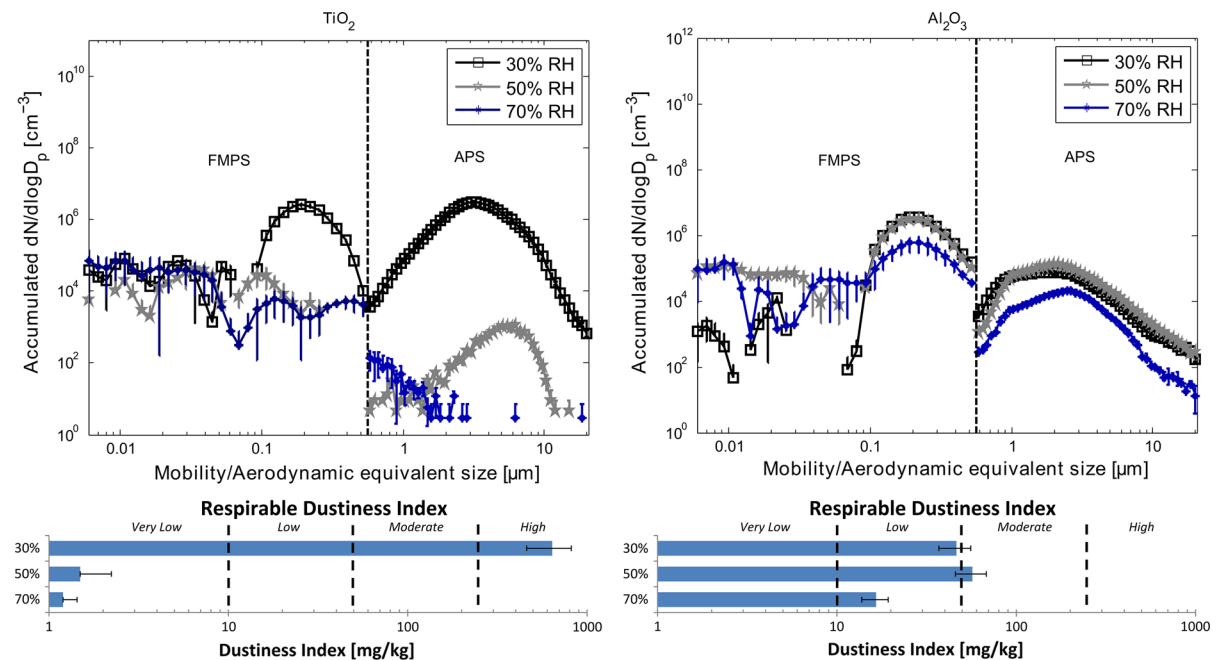 TiO2
Accumulated dN/dlogDp [cm−3]
10^10
10^8
10^6
10^4
10^2
10^0
30% RH
50% RH
70% RH
FMPS
APS
0.01
0.1
1
10
Mobility/Aerodynamic equivalent size [µm]
Al2O3
Accumulated dN/dlogDp [cm−3]
10^12
10^10
10^8
10^6
10^4
10^2
10^0
30% RH
50% RH
70% RH
FMPS
APS
0.01
0.1
1
10
Mobility/Aerodynamic equivalent size [µm]
Respirable Dustiness Index
Very Low Low Moderate High
30%
50%
70%
1 10 100 1000
Dustiness Index [mg/kg]
Respirable Dustiness Index
Very Low Low Moderate High
30%
50%
70%
1 10 100 1000
Dustiness Index [mg/kg]